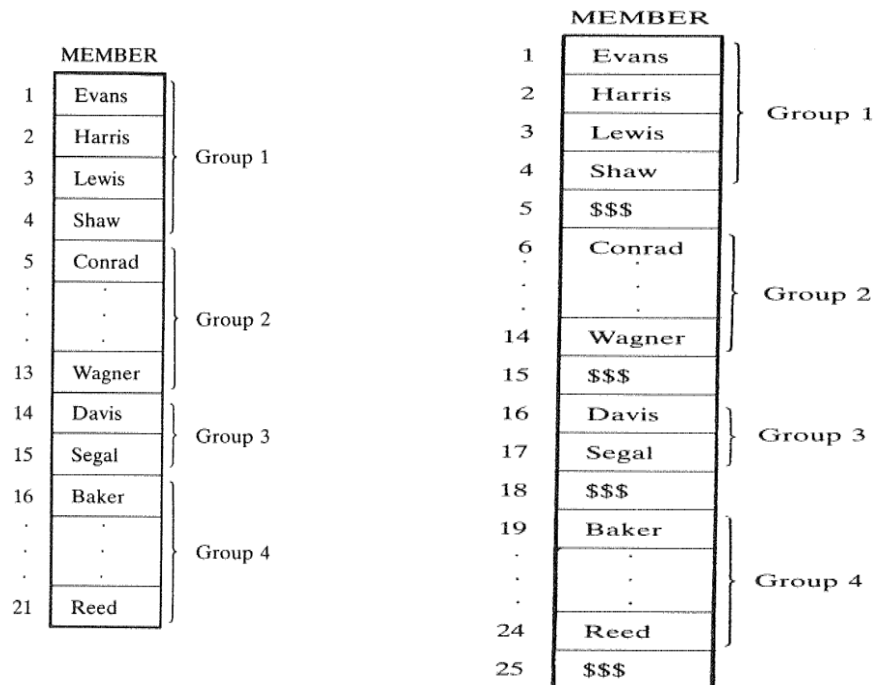 MEMBER
1 Evans
2 Harris
3 Lewis
4 Shaw
Group 1
5 Conrad
.
.
.
13 Wagner
Group 2
14 Davis
15 Segal
Group 3
16 Baker
.
.
.
21 Reed
Group 4
MEMBER
1 Evans
2 Harris
3 Lewis
4 Shaw
Group 1
5 $$$
6 Conrad
.
.
.
14 Wagner
Group 2
15 $$$
16 Davis
17 Segal
Group 3
18 $$$
19 Baker
.
.
.
24 Reed
Group 4
25 $$$